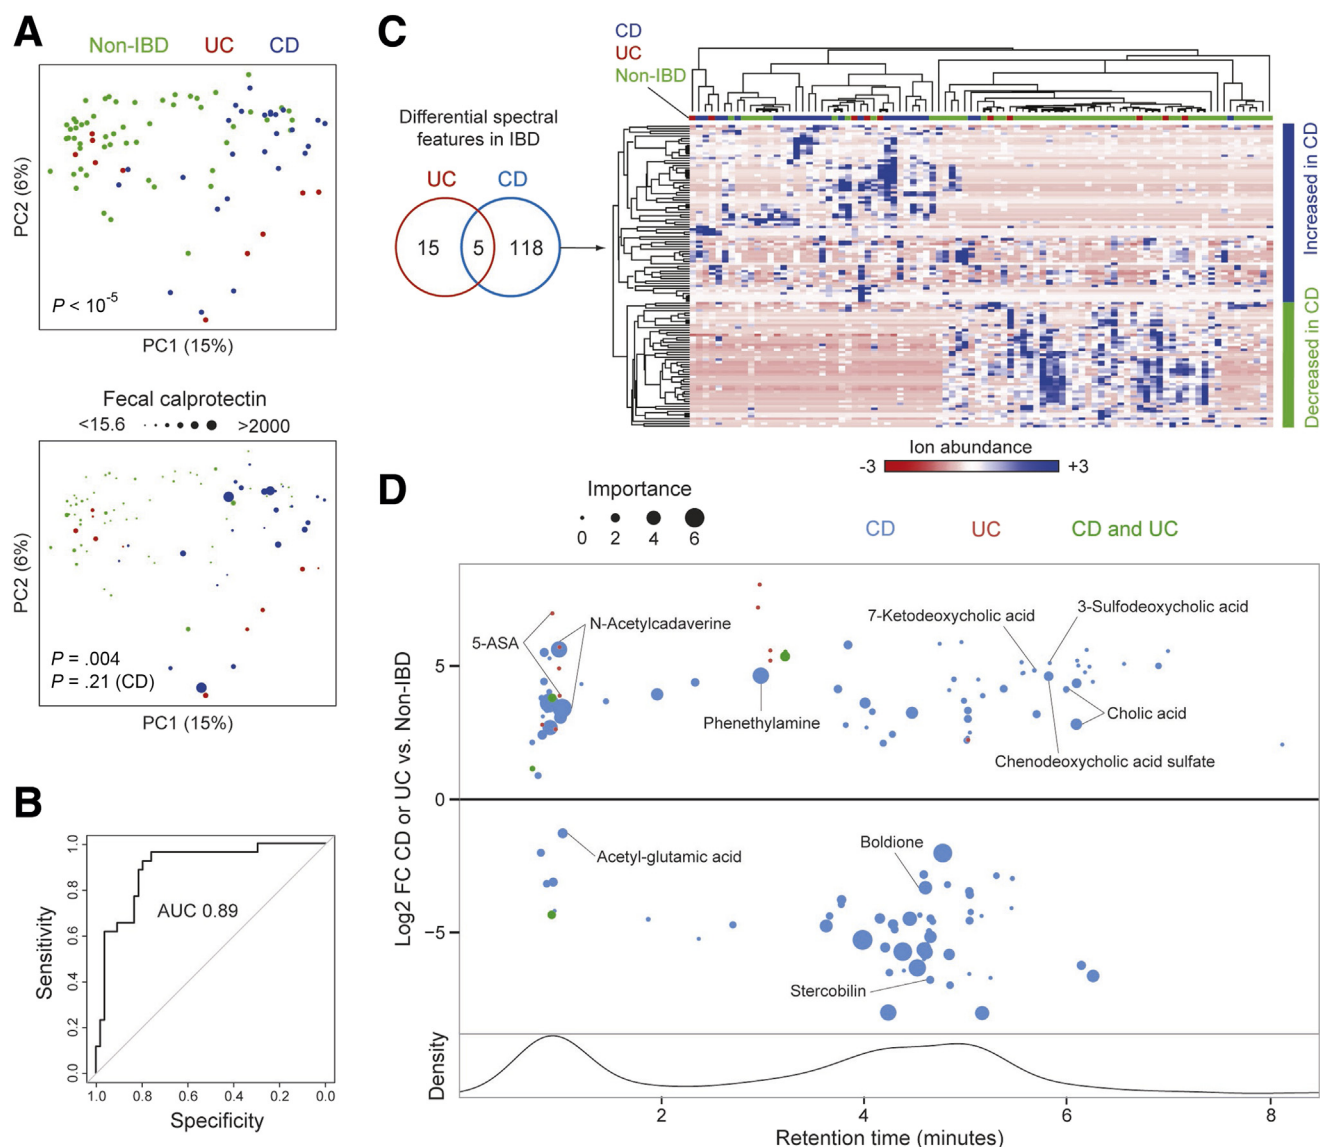 A
Non-IBD UC CD
PC2 (6%)
P < 10-5
PC1 (15%)
Fecal calprotectin
<15.6 >2000
PC2 (6%)
P = .004
P = .21 (CD)
PC1 (15%)
B
Sensitivity
1.0
0.8
0.6
0.4
0.2
0.0
AUC 0.89
1.0 0.8 0.6 0.4 0.2 0.0
Specificity
C
CD
UC
Non-IBD
Differential spectral
features in IBD
UC CD
15 5 118
Increased in CD
Decreased in CD
Ion abundance
-3 +3
D
Importance
0 2 4 6
CD UC CD and UC
Log2 FC CD or UC vs. Non-IBD
5
0
−5
5-ASA
N-Acetylcadaverine
Phenethylamine
7-Ketodeoxycholic acid
3-Sulfodeoxycholic acid
Cholic acid
Chenodeoxycholic acid sulfate
Acetyl-glutamic acid
Boldione
Stercobilin
Density
2 4 6 8
Retention time (minutes)